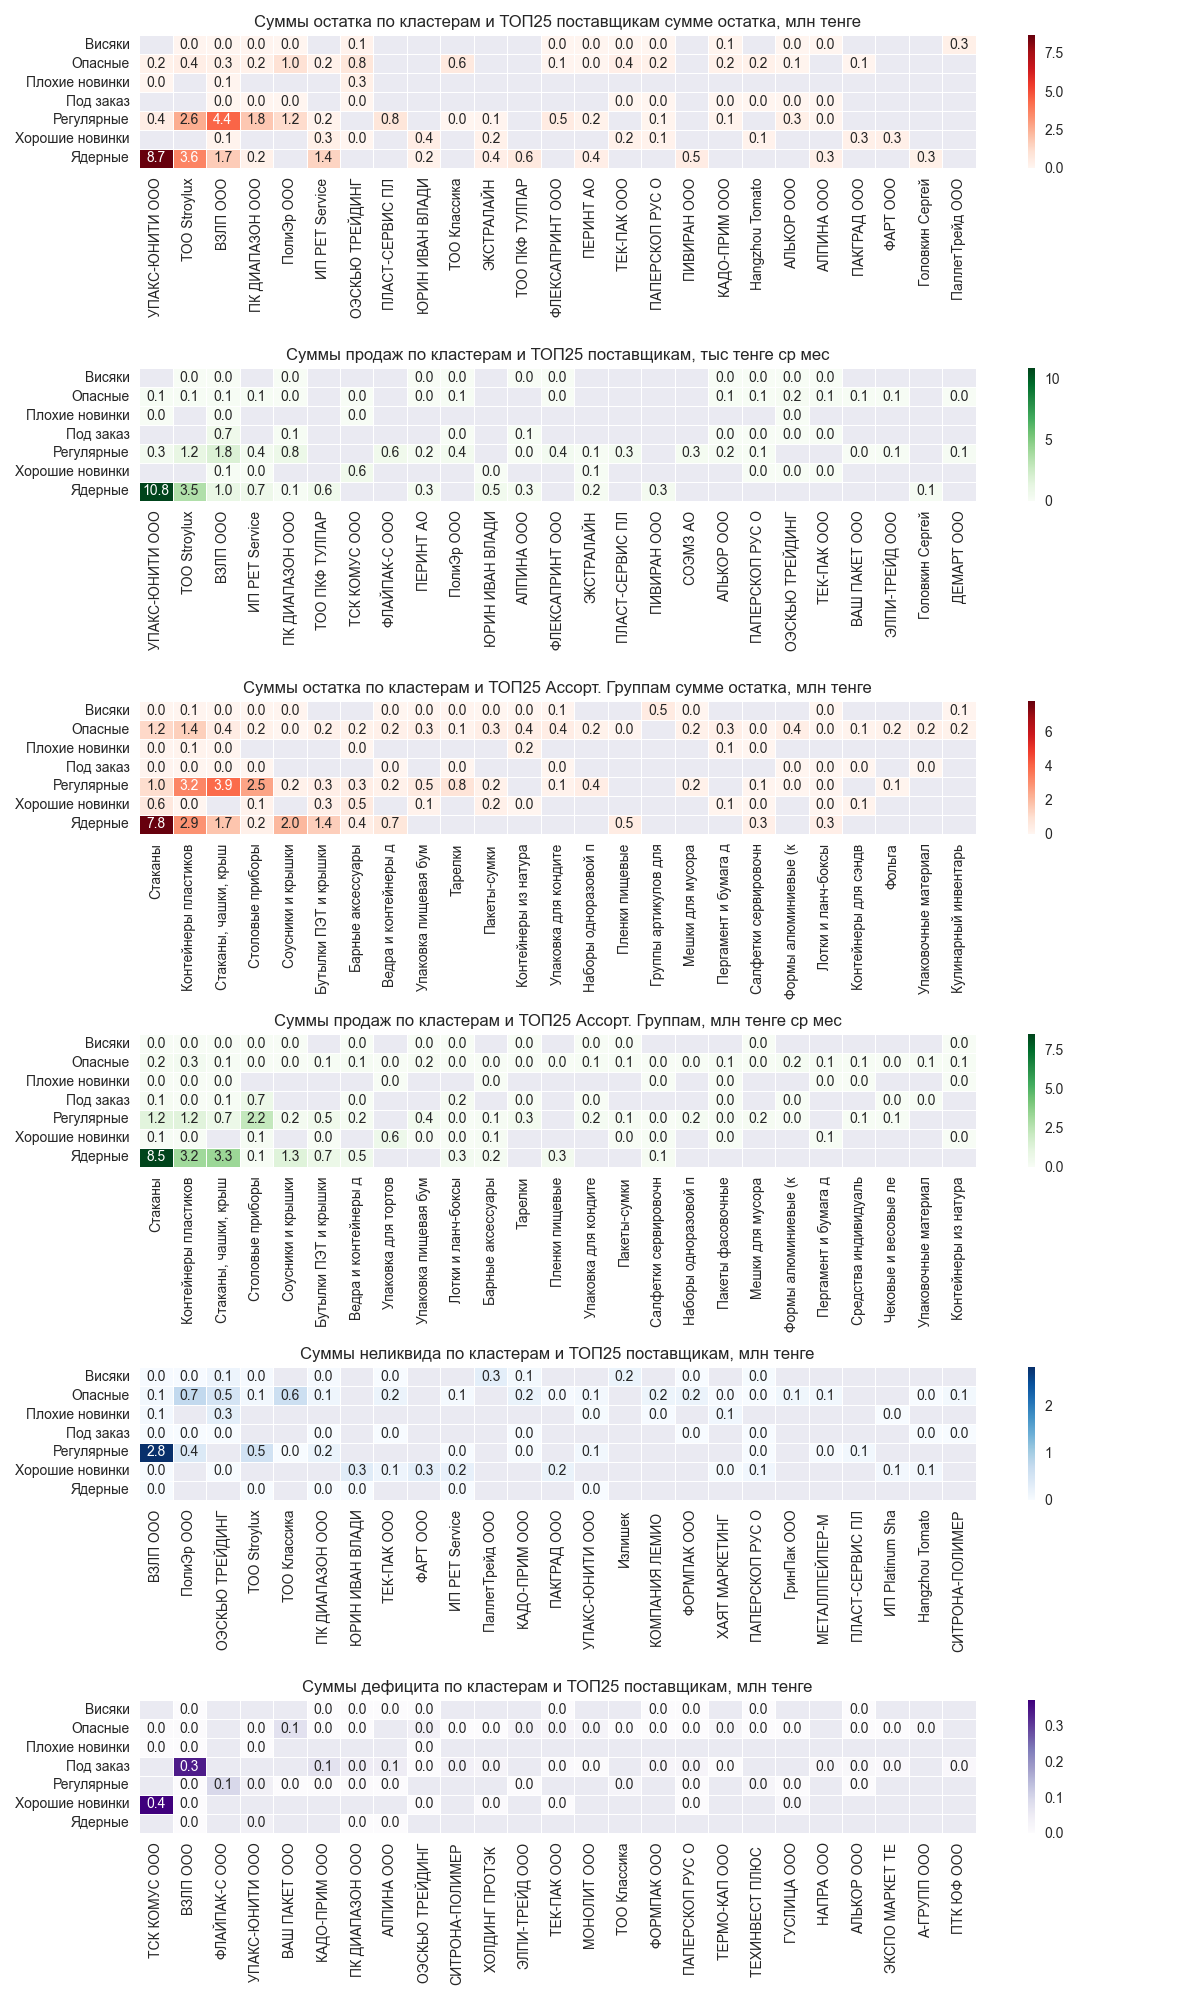 Суммы остатка по кластерам и ТОП25 поставщикам сумме остатка, млн тенге
Висяки 0.0 0.0 0.0 0.0 0.1 0.0 0.0 0.0 0.0 0.1 0.0 0.0 0.3
Опасные 0.2 0.4 0.3 0.2 1.0 0.2 0.8 0.6 0.1 0.0 0.4 0.2 0.2 0.2 0.1 0.1
Плохие новинки 0.0 0.1 0.3
Под заказ 0.0 0.0 0.0 0.0 0.0 0.0 0.0 0.0 0.0 0.0
Регулярные 0.4 2.6 4.4 1.8 1.2 0.2 0.8 0.0 0.1 0.5 0.2 0.1 0.1 0.3 0.0
Хорошие новинки 0.1 0.3 0.0 0.4 0.2 0.2 0.1 0.1 0.3 0.3
Ядерные 8.7 3.6 1.7 0.2 1.4 0.2 0.4 0.6 0.4 0.5 0.3 0.3
7.5
5.0
2.5
0.0
УПАКС-ЮНИТИ ООО
ТОО Stroylux
ВЗЛП ООО
ПК ДИАПАЗОН ООО
ПолиЭр ООО
ИП РЕТ Service
ОЭСКЬЮ ТРЕЙДИНГ
ПЛАСТ-СЕРВИС ПЛ
ЮРИН ИВАН ВЛАДИ
ТОО Классика
ЭКСТРАЛАЙН
ТОО ПКФ ТУЛПАР
ФЛЕКСАПРИНТ ООО
ПЕРИНТ АО
ТЕК-ПАК ООО
ПАПЕРСКОП РУС О
ПИВИРАН ООО
КАДО-ПРИМ ООО
Hangzhou Tomato
АЛЬКОР ООО
АЛПИНА ООО
ПАКГРАД ООО
ФАРТ ООО
Головкин Сергей
ПаллетТрейд ООО
Суммы продаж по кластерам и ТОП25 поставщикам, тыс тенге ср мес
Висяки 0.0 0.0 0.0 0.0 0.0 0.0 0.0 0.0 0.0 0.0 0.0
Опасные 0.1 0.1 0.1 0.1 0.0 0.0 0.0 0.1 0.0 0.1 0.1 0.2 0.1 0.1 0.1 0.0
Плохие новинки 0.0 0.0 0.0 0.0
Под заказ 0.7 0.1 0.0 0.1 0.0 0.0 0.0 0.0
Регулярные 0.3 1.2 1.8 0.4 0.8 0.6 0.2 0.4 0.0 0.4 0.1 0.3 0.3 0.2 0.1 0.0 0.1 0.1
Хорошие новинки 0.1 0.0 0.6 0.0 0.1 0.0 0.0 0.0
Ядерные 10.8 3.5 1.0 0.7 0.1 0.6 0.3 0.5 0.3 0.2 0.3 0.1
10
5
0
УПАКС-ЮНИТИ ООО
ТОО Stroylux
ВЗЛП ООО
ИП РЕТ Service
ПК ДИАПАЗОН ООО
ТОО ПКФ ТУЛПАР
ТСК КОМУС ООО
ФЛАЙПАК-С ООО
ПЕРИНТ АО
ПолиЭр ООО
ЮРИН ИВАН ВЛАДИ
АЛПИНА ООО
ФЛЕКСАПРИНТ ООО
ЭКСТРАЛАЙН
ПЛАСТ-СЕРВИС ПЛ
ПИВИРАН ООО
СОЭМЗ АО
АЛЬКОР ООО
ПАПЕРСКОП РУС О
ОЭСКЬЮ ТРЕЙДИНГ
ТЕК-ПАК ООО
ВАШ ПАКЕТ ООО
ЭЛПИ-ТРЕЙД ООО
Головкин Сергей
ДЕМАРТ ООО
Суммы остатка по кластерам и ТОП25 Ассорт. Группам сумме остатка, млн тенге
Висяки 0.0 0.1 0.0 0.0 0.0 0.0 0.0 0.0 0.0 0.0 0.1 0.5 0.0 0.0 0.1
Опасные 1.2 1.4 0.4 0.2 0.0 0.2 0.2 0.2 0.3 0.1 0.3 0.4 0.4 0.2 0.0 0.2 0.3 0.0 0.4 0.0 0.1 0.2 0.2 0.2
Плохие новинки 0.0 0.1 0.0 0.0 0.2 0.1 0.0
Под заказ 0.0 0.0 0.0 0.0 0.0 0.0 0.0 0.0 0.0 0.0 0.0
Регулярные 1.0 3.2 3.9 2.5 0.2 0.3 0.3 0.2 0.5 0.8 0.2 0.1 0.4 0.2 0.1 0.0 0.0 0.1
Хорошие новинки 0.6 0.0 0.1 0.3 0.5 0.1 0.2 0.0 0.1 0.0 0.0 0.1
Ядерные 7.8 2.9 1.7 0.2 2.0 1.4 0.4 0.7 0.5 0.3 0.3
6
4
2
0
Стаканы
Контейнеры пластиков
Стаканы, чашки, крыш
Столовые приборы
Соусники и крышки
Бутылки ПЭТ и крышки
Барные аксессуары
Ведра и контейнеры д
Упаковка пищевая бум
Тарелки
Пакеты-сумки
Контейнеры из натура
Упаковка для кондите
Наборы одноразовой п
Пленки пищевые
Группы артикулов для
Мешки для мусора
Пергамент и бумага д
Салфетки сервировочн
Формы алюминиевые (к
Лотки и ланч-боксы
Контейнеры для сэндв
Фольга
Упаковочные материал
Кулинарный инвентарь
Суммы продаж по кластерам и ТОП25 Ассорт. Группам, млн тенге ср мес
Висяки 0.0 0.0 0.0 0.0 0.0 0.0 0.0 0.0 0.0 0.0 0.0 0.0 0.0 0.0
Опасные 0.2 0.3 0.1 0.0 0.0 0.1 0.1 0.0 0.2 0.0 0.0 0.0 0.0 0.1 0.1 0.0 0.0 0.1 0.0 0.2 0.1 0.1 0.0 0.1 0.1
Плохие новинки 0.0 0.0 0.0 0.0 0.0 0.0 0.0 0.0 0.0 0.0
Под заказ 0.1 0.0 0.1 0.7 0.0 0.2 0.0 0.0 0.0 0.0 0.0 0.0
Регулярные 1.2 1.2 0.7 2.2 0.2 0.5 0.2 0.4 0.0 0.1 0.3 0.2 0.1 0.0 0.2 0.0 0.2 0.0 0.1 0.1
Хорошие новинки 0.1 0.0 0.1 0.0 0.6 0.0 0.0 0.1 0.0 0.0 0.0 0.1 0.0
Ядерные 8.5 3.2 3.3 0.1 1.3 0.7 0.5 0.3 0.2 0.3 0.1
7.5
5.0
2.5
0.0
Стаканы
Контейнеры пластиков
Стаканы, чашки, крыш
Столовые приборы
Соусники и крышки
Бутылки ПЭТ и крышки
Ведра и контейнеры д
Упаковка для тортов
Упаковка пищевая бум
Лотки и ланч-боксы
Барные аксессуары
Тарелки
Пленки пищевые
Упаковка для кондите
Пакеты-сумки
Салфетки сервировочн
Наборы одноразовой п
Пакеты фасовочные
Мешки для мусора
Формы алюминиевые (к
Пергамент и бумага д
Средства индивидуаль
Чековые и весовые ле
Упаковочные материал
Контейнеры из натура
Суммы неликвида по кластерам и ТОП25 поставщикам, млн тенге
Висяки 0.0 0.0 0.1 0.0 0.0 0.0 0.3 0.1 0.2 0.0 0.0
Опасные 0.1 0.7 0.5 0.1 0.6 0.1 0.2 0.1 0.2 0.0 0.1 0.2 0.2 0.0 0.0 0.1 0.1 0.0 0.1
Плохие новинки 0.1 0.3 0.0 0.0 0.1 0.0
Под заказ 0.0 0.0 0.0 0.0 0.0 0.0 0.0 0.0 0.0 0.0
Регулярные 2.8 0.4 0.5 0.0 0.2 0.0 0.0 0.1 0.0 0.0 0.1
Хорошие новинки 0.0 0.0 0.3 0.1 0.3 0.2 0.2 0.0 0.1 0.1 0.1
Ядерные 0.0 0.0 0.0 0.0 0.0 0.0
2
1
0
ВЗЛП ООО
ПолиЭр ООО
ОЭСКЬЮ ТРЕЙДИНГ
ТОО Stroylux
ТОО Классика
ПК ДИАПАЗОН ООО
ЮРИН ИВАН ВЛАДИ
ТЕК-ПАК ООО
ФАРТ ООО
ИП РЕТ Service
ПаллетТрейд ООО
КАДО-ПРИМ ООО
ПАКГРАД ООО
УПАКС-ЮНИТИ ООО
Излишек
КОМПАНИЯ ЛЕМИО
ФОРМПАК ООО
ХАЯТ МАРКЕТИНГ
ПАПЕРСКОП РУС О
ГринПак ООО
МЕТАЛЛПЕЙПЕР-М
ПЛАСТ-СЕРВИС ПЛ
ИП Platinum Sha
Hangzhou Tomato
СИТРОНА-ПОЛИМЕР
Суммы дефицита по кластерам и ТОП25 поставщикам, млн тенге
Висяки 0.0 0.0 0.0 0.0 0.0 0.0 0.0 0.0 0.0 0.0
Опасные 0.0 0.0 0.0 0.1 0.0 0.0 0.0 0.0 0.0 0.0 0.0 0.0 0.0 0.0 0.0 0.0 0.0 0.0 0.0 0.0 0.0
Плохие новинки 0.0 0.0 0.0 0.0
Под заказ 0.3 0.1 0.0 0.1 0.0 0.0 0.0 0.0 0.0 0.0 0.0 0.0 0.0 0.0 0.0 0.0
Регулярные 0.0 0.1 0.0 0.0 0.0 0.0 0.0 0.0 0.0 0.0 0.0 0.0 0.0
Хорошие новинки 0.4 0.0 0.0 0.0 0.0 0.0 0.0
Ядерные 0.0 0.0 0.0 0.0
0.3
0.2
0.1
0.0
ТСК КОМУС ООО
ВЗЛП ООО
ФЛАЙПАК-С ООО
УПАКС-ЮНИТИ ООО
ВАШ ПАКЕТ ООО
КАДО-ПРИМ ООО
ПК ДИАПАЗОН ООО
АЛПИНА ООО
ОЭСКЬЮ ТРЕЙДИНГ
СИТРОНА-ПОЛИМЕР
ХОЛДИНГ ПРОТЭК
ЭЛПИ-ТРЕЙД ООО
ТЕК-ПАК ООО
МОНОЛИТ ООО
ТОО Классика
ФОРМПАК ООО
ПАПЕРСКОП РУС О
ТЕРМО-КАП ООО
ТЕХИНВЕСТ ПЛЮС
ГУСЛИЦА ООО
НАПРА ООО
АЛЬКОР ООО
ЭКСПО МАРКЕТ ТЕ
А-ГРУПП ООО
ПТК ЮФ ООО